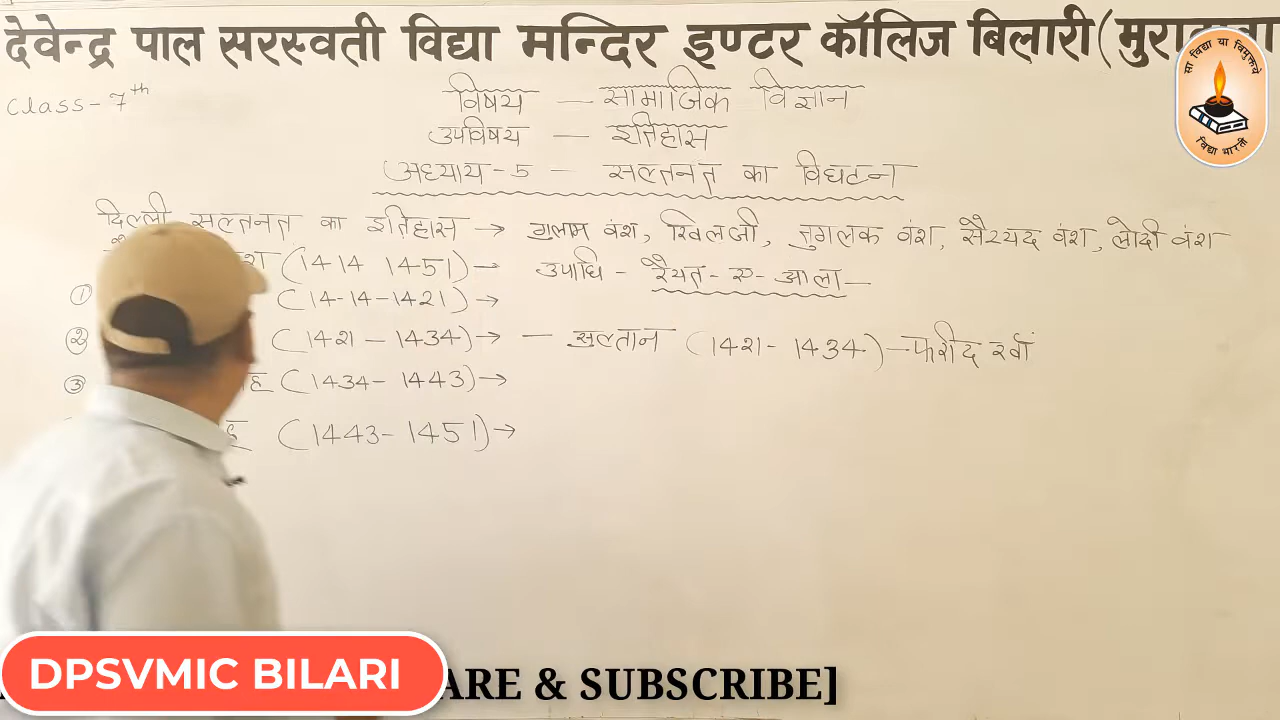 देवेन्द्र पाल सरस्वती विद्या मन्दिर इण्टर कॉलिज बिलारी(
सा विद्या या विमुक्तये
विद्या भारती
Class-7th
विषय — सामाजिक विज्ञान
उपविषय — इतिहास
अध्याय-5 - सल्तनत का विघटन
दिल्ली सल्तनत का इतिहास → गुलाम वंश, खिलजी, तुगलक वंश, सैय्यद वंश, लोदी वंश
(1414 1451)→ उपाधि - रैयत-ए-आला—
① (14-14-1421)→
② (1421 – 1434)→ — सुल्तान (1421- 1434)—फरीद खाँ
③ (1434- 1443)→
(1443- 1451)→
DPSVMIC BILARI
& SUBSCRIBE]